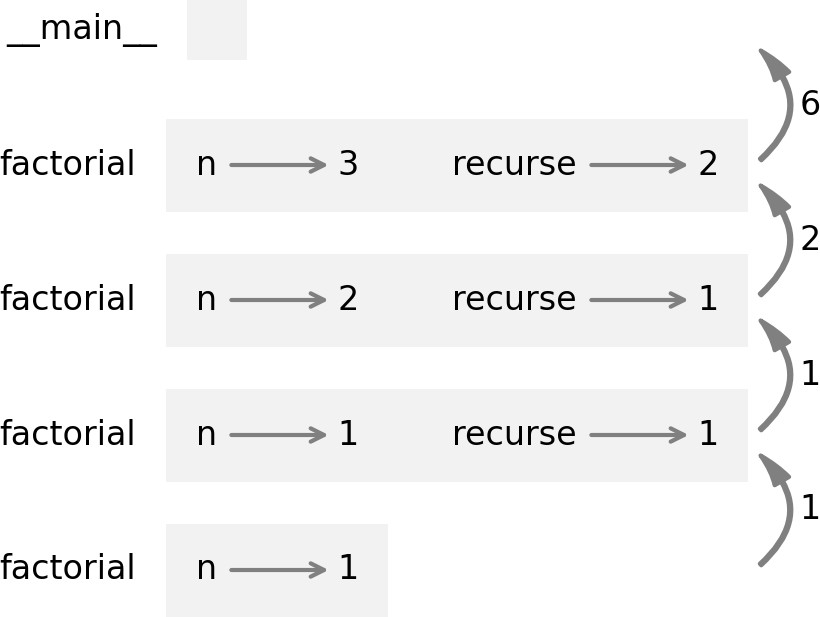 __main__
6
factorial n 3 recurse 2
2
factorial n 2 recurse 1
1
factorial n 1 recurse 1
1
factorial n 1